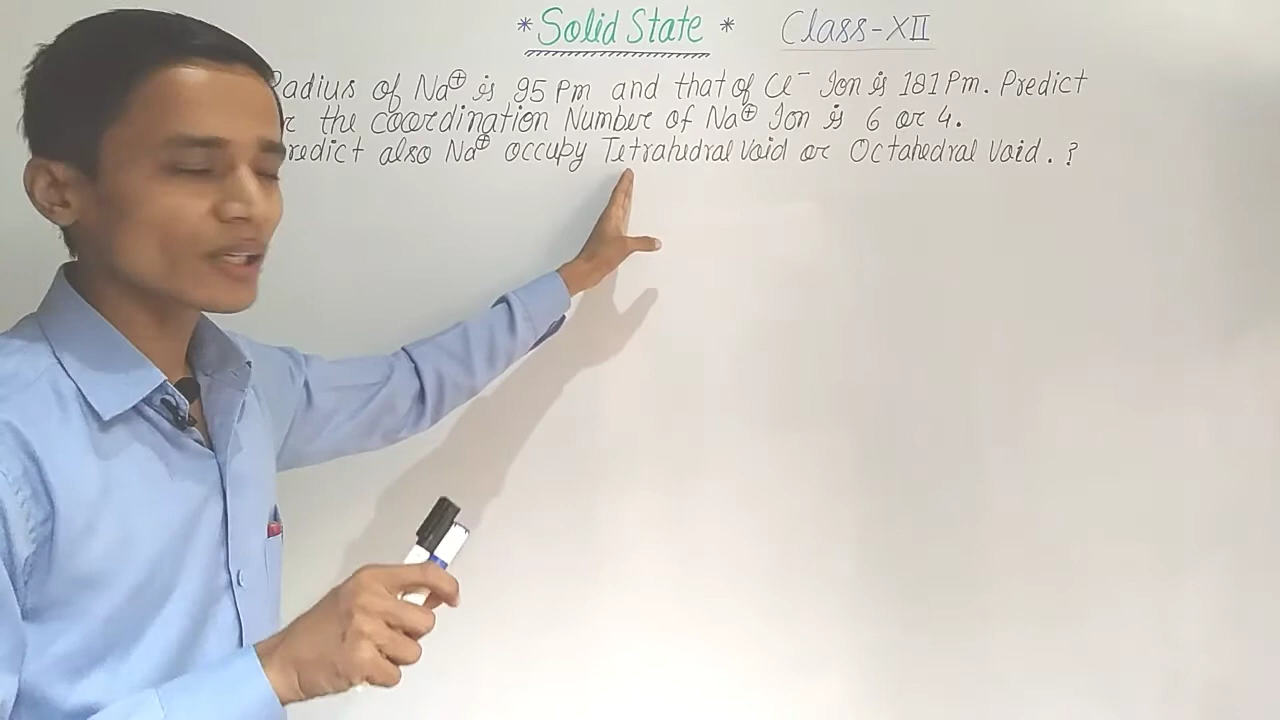 * Solid State * Class-XII
Radius of Na⊕ is 95 Pm and that of Cl⁻ Ion is 181 Pm. Predict
the coordination Number of Na⊕ Ion is 6 or 4.
Predict also Na⊕ occupy Tetrahedral Void or Octahedral Void. ?